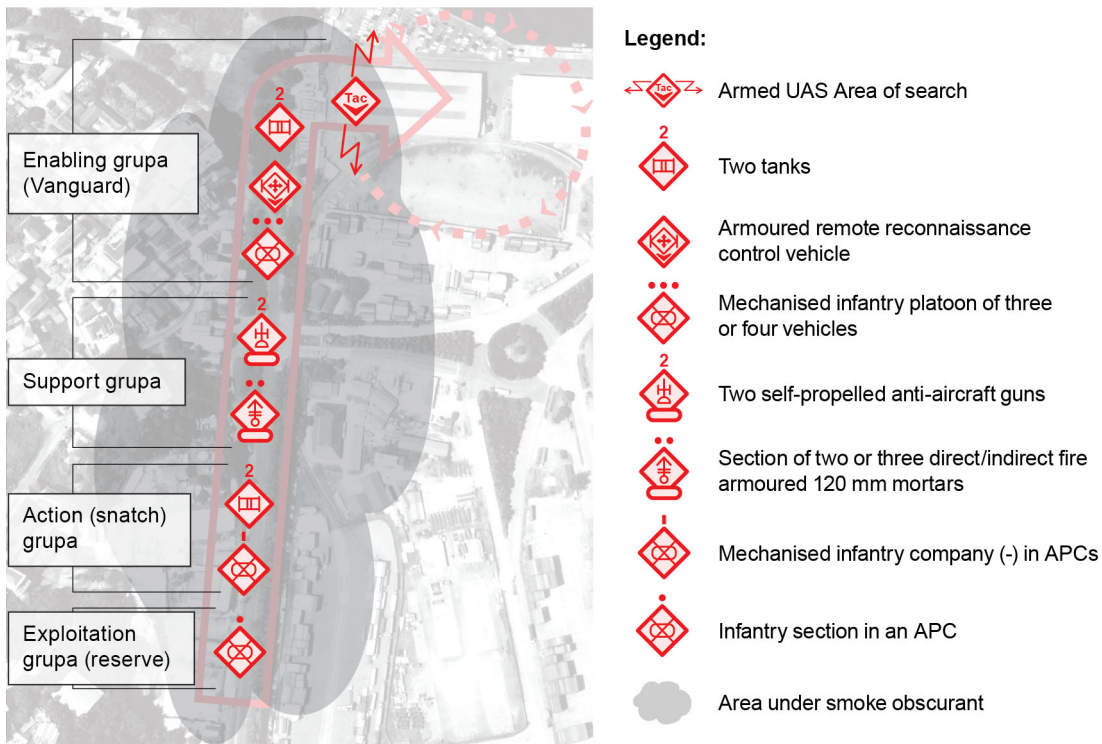 Enabling grupa
(Vanguard)
Support grupa
Action (snatch)
grupa
Exploitation
grupa (reserve)
Tac
2
2
2
Legend:
Tac
Armed UAS Area of search
2
Two tanks
Armoured remote reconnaissance
control vehicle
Mechanised infantry platoon of three
or four vehicles
2
Two self-propelled anti-aircraft guns
Section of two or three direct/indirect fire
armoured 120 mm mortars
Mechanised infantry company (-) in APCs
Infantry section in an APC
Area under smoke obscurant